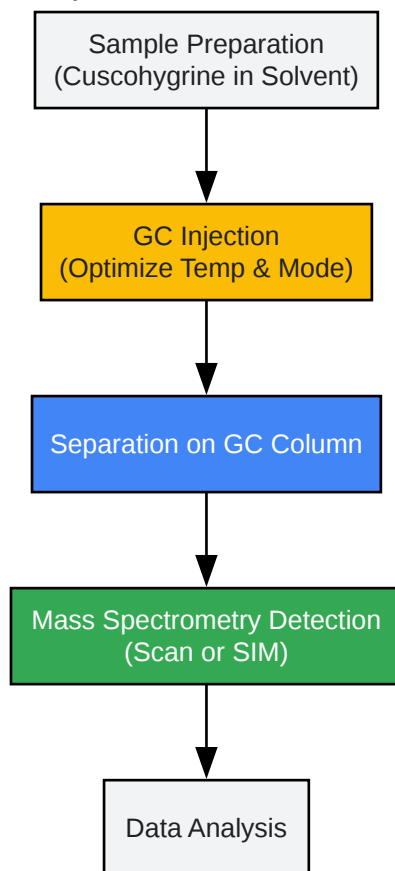 Sample Preparation
(Cuscohygrine in Solvent)
GC Injection
(Optimize Temp & Mode)
Separation on GC Column
Mass Spectrometry Detection
(Scan or SIM)
Data Analysis